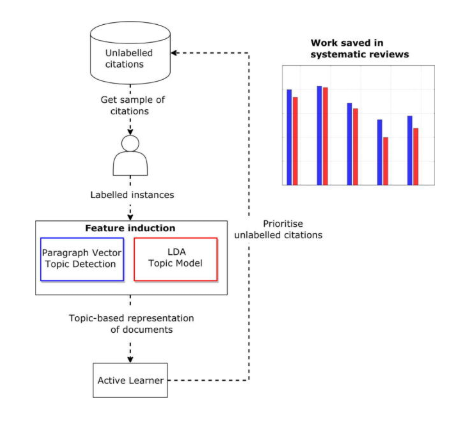 Unlabelled
citations
Work saved in
systematic reviews
Get sample of
citations
Labelled instances
Feature induction
Paragraph Vector
Topic Detection
LDA
Topic Model
Prioritise
unlabelled citations
Topic-based representation
of documents
Active Learner